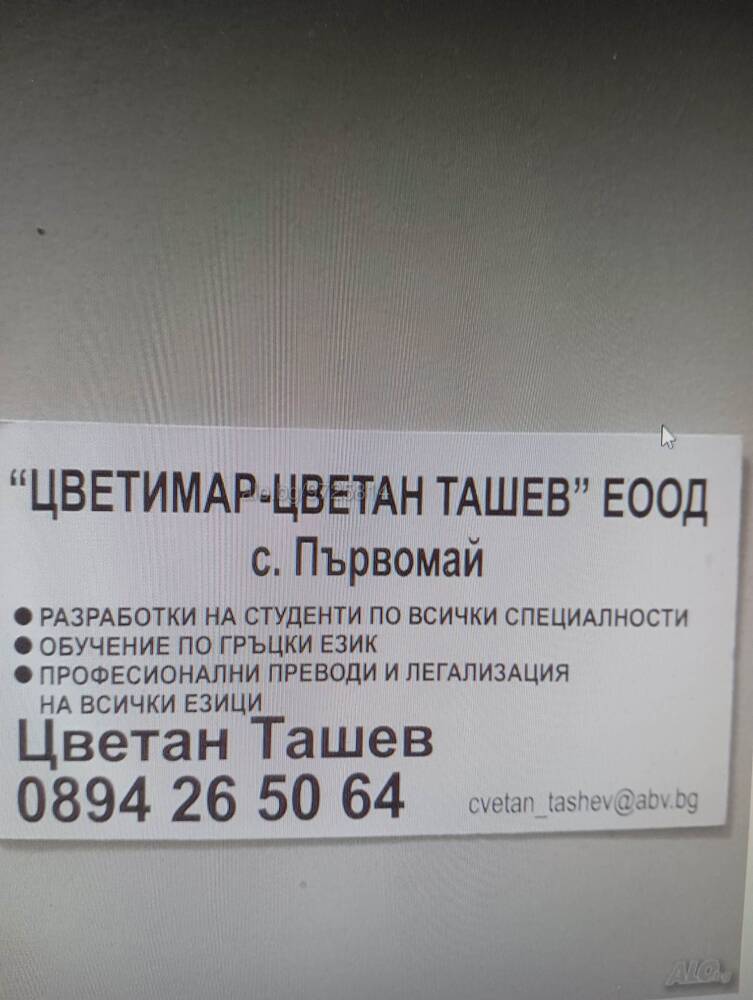 “ЦВЕТИМАР-ЦВЕТАН ТАШЕВ” ЕООД
с. Първомай
● РАЗРАБОТКИ НА СТУДЕНТИ ПО ВСИЧКИ СПЕЦИАЛНОСТИ
● ОБУЧЕНИЕ ПО ГРЪЦКИ ЕЗИК
● ПРОФЕСИОНАЛНИ ПРЕВОДИ И ЛЕГАЛИЗАЦИЯ
НА ВСИЧКИ ЕЗИЦИ
Цветан Ташев
0894 26 50 64
cvetan_tashev@abv.bg